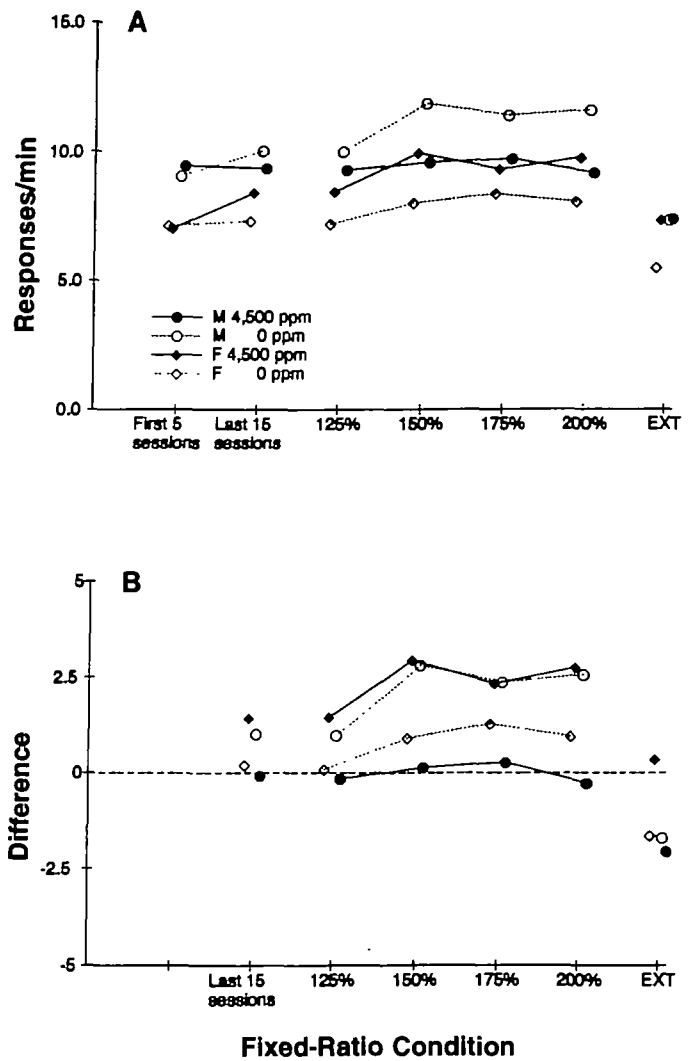 A
15.0
10.0
5.0
0.0
Responses/min
M 4,500 ppm
M 0 ppm
F 4,500 ppm
F 0 ppm
First 5 sessions
Last 15 sessions
125%
150%
175%
200%
EXT
B
5
2.5
0
-2.5
-5
Difference
Last 15 sessions
125%
150%
175%
200%
EXT
Fixed-Ratio Condition